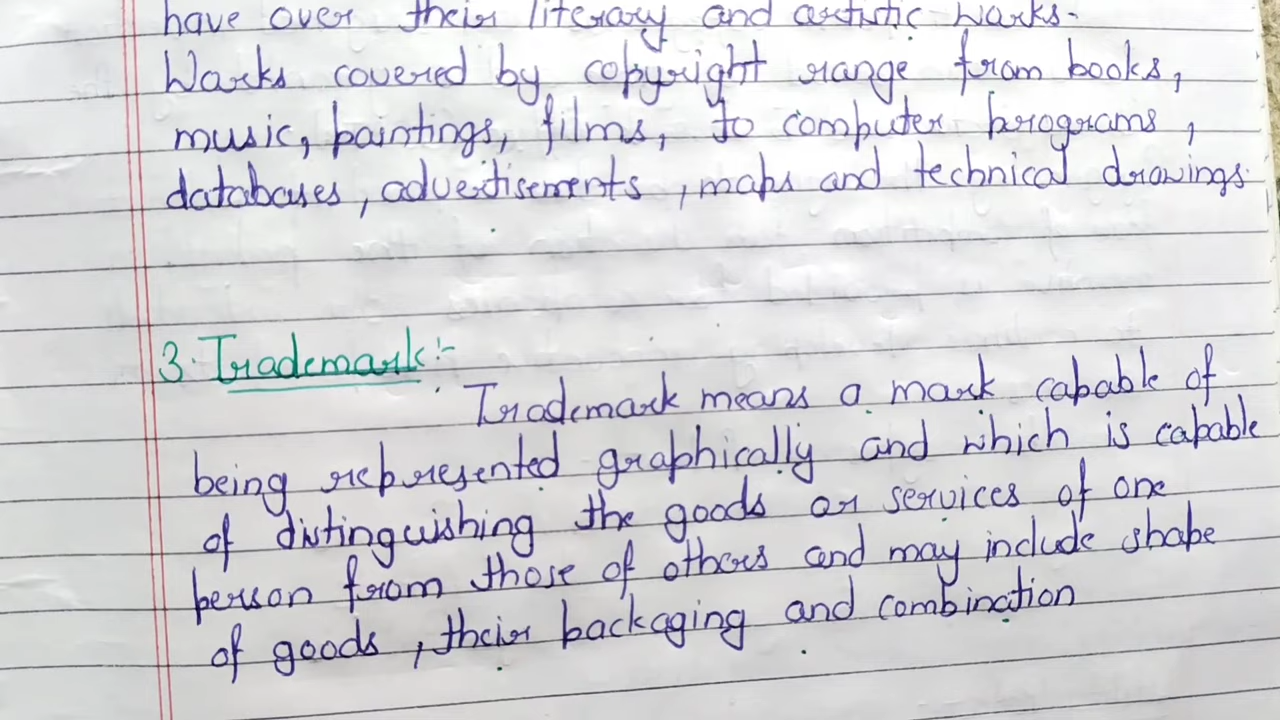 have over their literary and artistic works.
Works covered by copyright range from books,
music, paintings, films, to computer programs,
databases, advertisements, maps and technical drawings.
3. Trademark:-
Trademark means a mark capable of
being represented graphically and which is capable
of distinguishing the goods or services of one
person from those of others and may include shape
of goods, their packaging and combination